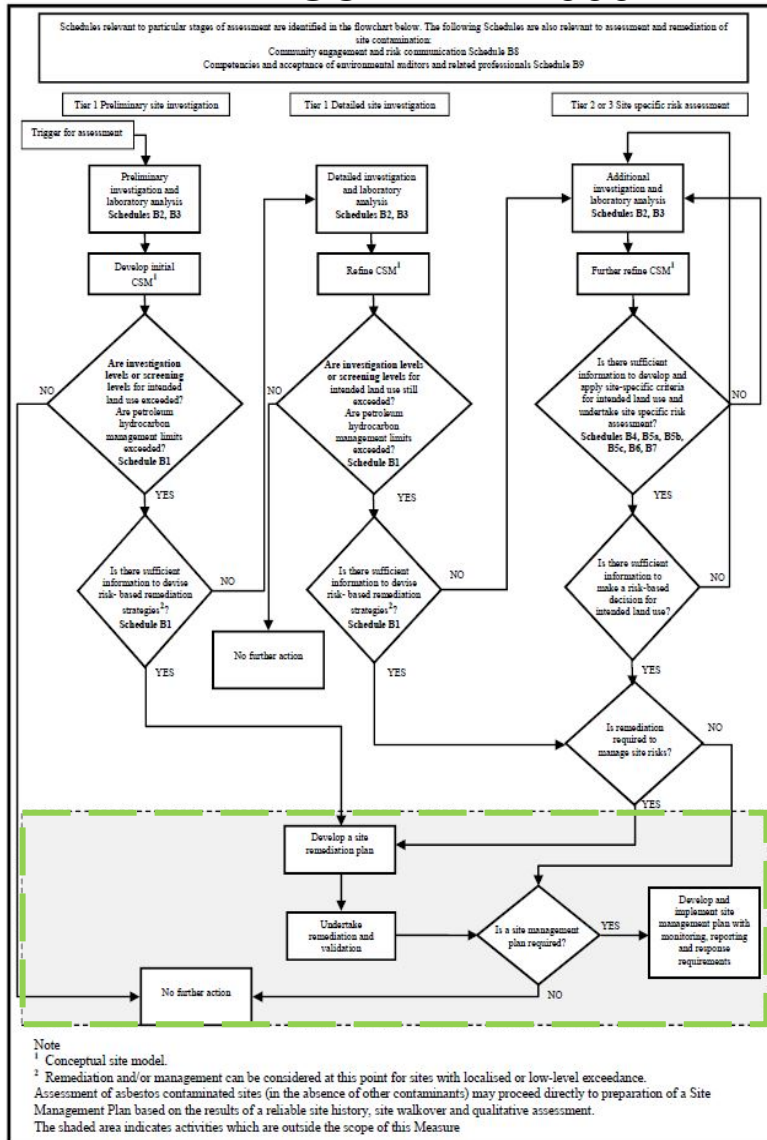 Schedules relevant to particular stages of assessment are identified in the flowchart below. The following Schedules are also relevant to assessment and remediation of
site contamination:
Community engagement and risk communication Schedule B8
Competencies and acceptance of environmental auditors and related professionals Schedule B9
Tier 1 Preliminary site investigation
Tier 1 Detailed site investigation
Tier 2 or 3 Site specific risk assessment
Trigger for assessment
Preliminary
investigation and
laboratory analysis
Schedules B2, B3
Detailed investigation
and laboratory
analysis
Schedules B2, B3
Additional
investigation and
laboratory analysis
Schedules B2, B3
Develop initial
CSM1
Refine CSM1
Further refine CSM1
Are investigation
levels or screening
levels for intended
land use exceeded?
Are petroleum
hydrocarbon
management limits
exceeded?
Schedule B1
NO
YES
Are investigation levels
or screening levels for
intended land use still
exceeded?
Are petroleum
hydrocarbon
management limits
exceeded?
Schedule B1
NO
YES
Is there sufficient
information to develop and
apply site-specific criteria
for intended land use and
undertake site specific risk
assessment?
Schedules B4, B5a, B5b,
B5c, B6, B7
NO
YES
Is there sufficient
information to devise
risk- based remediation
strategies2?
Schedule B1
NO
YES
Is there sufficient
information to devise
risk- based remediation
strategies2?
Schedule B1
NO
YES
Is there sufficient
information to
make a risk-based
decision for
intended land use?
NO
YES
No further action
Is remediation
required to
manage site risks?
NO
YES
Develop a site
remediation plan
Undertake
remediation and
validation
Is a site management
plan required?
YES
NO
Develop and
implement site
management plan with
monitoring, reporting
and response
requirements
No further action
Note
1 Conceptual site model.
2 Remediation and/or management can be considered at this point for sites with localised or low-level exceedance.
Assessment of asbestos contaminated sites (in the absence of other contaminants) may proceed directly to preparation of a Site
Management Plan based on the results of a reliable site history, site walkover and qualitative assessment.
The shaded area indicates activities which are outside the scope of this Measure